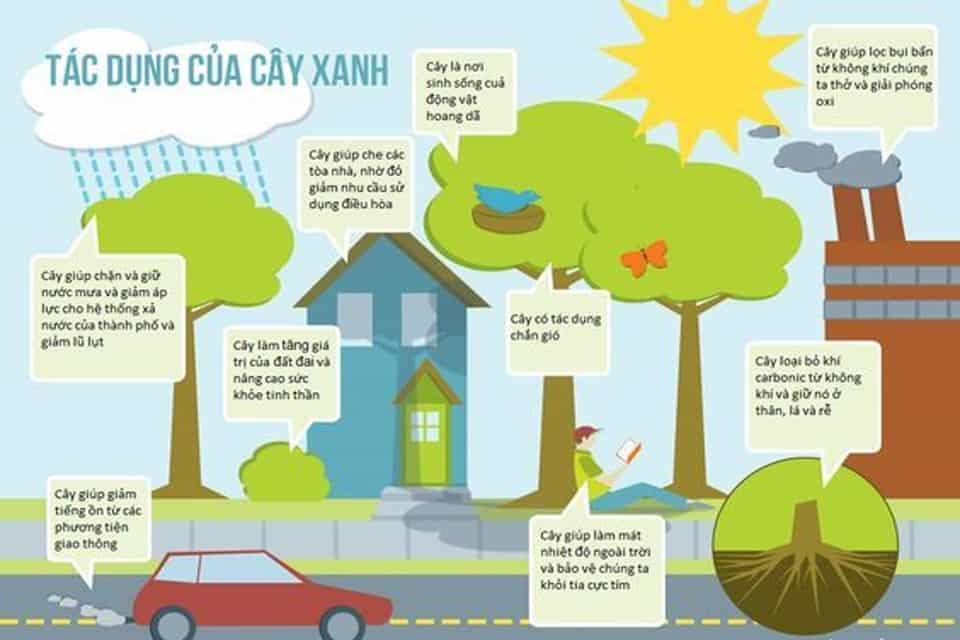 TÁC DỤNG CỦA CÂY XANH
Cây là nơi
sinh sống cuả
động vật
hoang dã
Cây giúp lọc bụi bẩn
từ không khí chúng
ta thở và giải phóng
oxi
Cây giúp che các
tòa nhà, nhờ đó
giảm nhu cầu sử
dụng điều hòa
Cây giúp chặn và giữ
nước mưa và giảm áp
lực cho hệ thống xả
nước của thành phố và
giảm lũ lụt
Cây có tác dụng
chắn gió
Cây làm tăng giá
trị của đất đai và
nâng cao sức
khỏe tinh thần
Cây loại bỏ khí
carbonic từ không
khí và giữ nó ở
thân, lá và rễ
Cây giúp giảm
tiếng ồn từ các
phương tiện
giao thông
Cây giúp làm mát
nhiệt độ ngoài trời
và bảo vệ chúng ta
khỏi tia cực tím